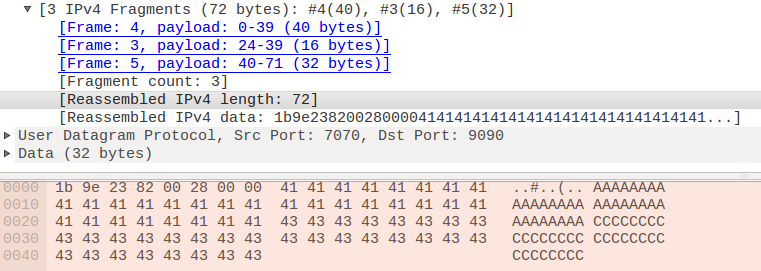 [3 IPv4 Fragments (72 bytes): #4(40), #3(16), #5(32)]
[Frame: 4, payload: 0-39 (40 bytes)]
[Frame: 3, payload: 24-39 (16 bytes)]
[Frame: 5, payload: 40-71 (32 bytes)]
[Fragment count: 3]
[Reassembled IPv4 length: 72]
[Reassembled IPv4 data: 1b9e23820028000041414141414141414141414141414141...]
User Datagram Protocol, Src Port: 7070, Dst Port: 9090
Data (32 bytes)
0000 1b 9e 23 82 00 28 00 00 41 41 41 41 41 41 41 41 ..#..(.. AAAAAAAA
0010 41 41 41 41 41 41 41 41 41 41 41 41 41 41 41 41 AAAAAAAA AAAAAAAA
0020 41 41 41 41 41 41 41 41 43 43 43 43 43 43 43 43 AAAAAAAA CCCCCCCC
0030 43 43 43 43 43 43 43 43 43 43 43 43 43 43 43 43 CCCCCCCC CCCCCCCC
0040 43 43 43 43 43 43 43 43 CCCCCCCC